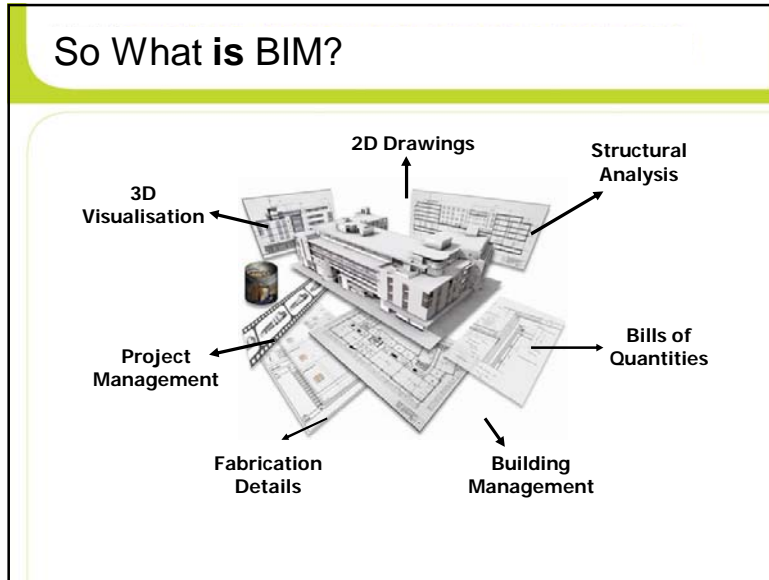 So What is BIM?
2D Drawings
Structural
Analysis
3D
Visualisation
Bills of
Quantities
Project
Management
Fabrication
Details
Building
Management